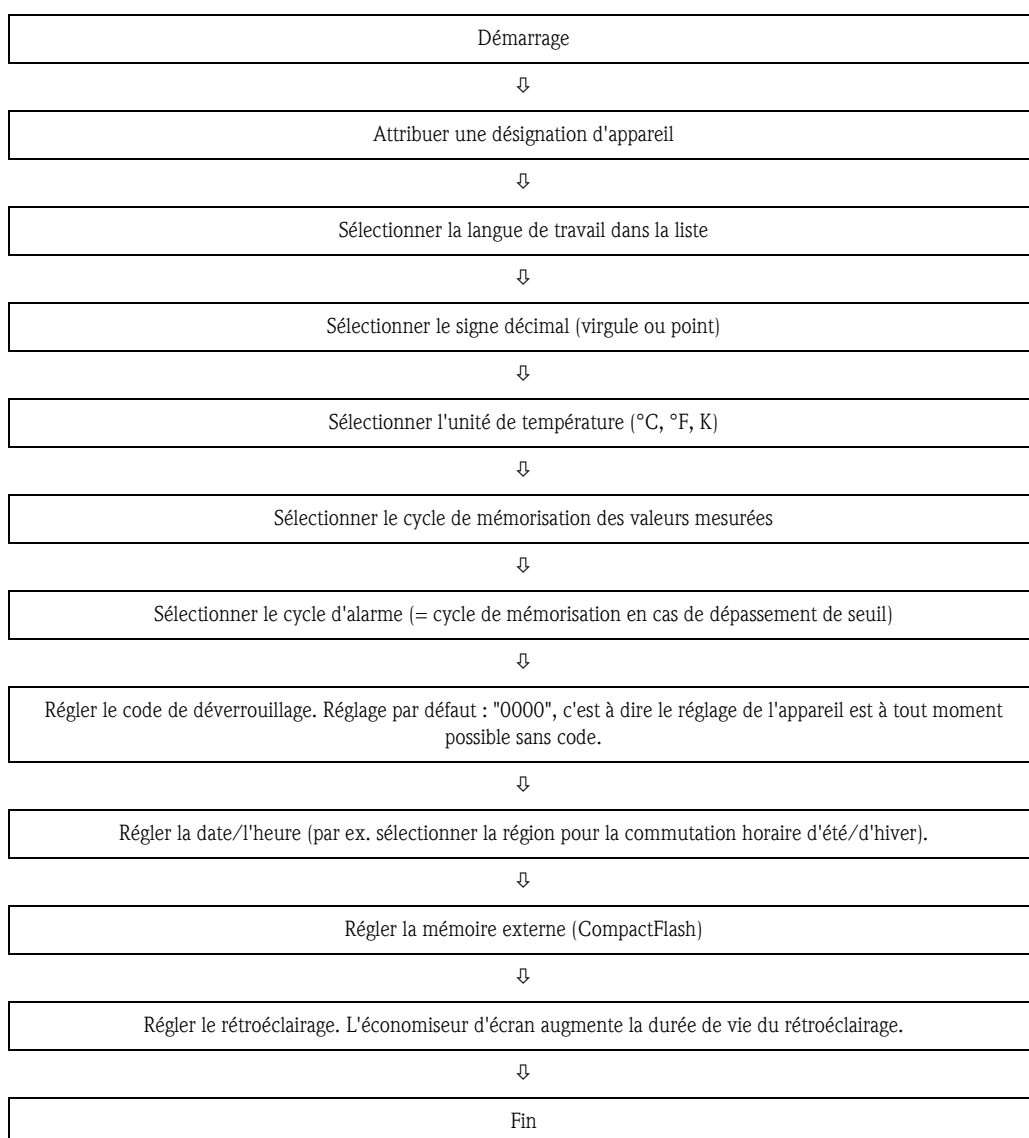 Démarrage
⇩
Attribuer une désignation d'appareil
⇩
Sélectionner la langue de travail dans la liste
⇩
Sélectionner le signe décimal (virgule ou point)
⇩
Sélectionner l'unité de température (°C, °F, K)
⇩
Sélectionner le cycle de mémorisation des valeurs mesurées
⇩
Sélectionner le cycle d'alarme (= cycle de mémorisation en cas de dépassement de seuil)
⇩
Régler le code de déverrouillage. Réglage par défaut : "0000", c'est à dire le réglage de l'appareil est à tout moment
possible sans code.
⇩
Régler la date/l'heure (par ex. sélectionner la région pour la commutation horaire d'été/d'hiver).
⇩
Régler la mémoire externe (CompactFlash)
⇩
Régler le rétroéclairage. L'économiseur d'écran augmente la durée de vie du rétroéclairage.
⇩
Fin